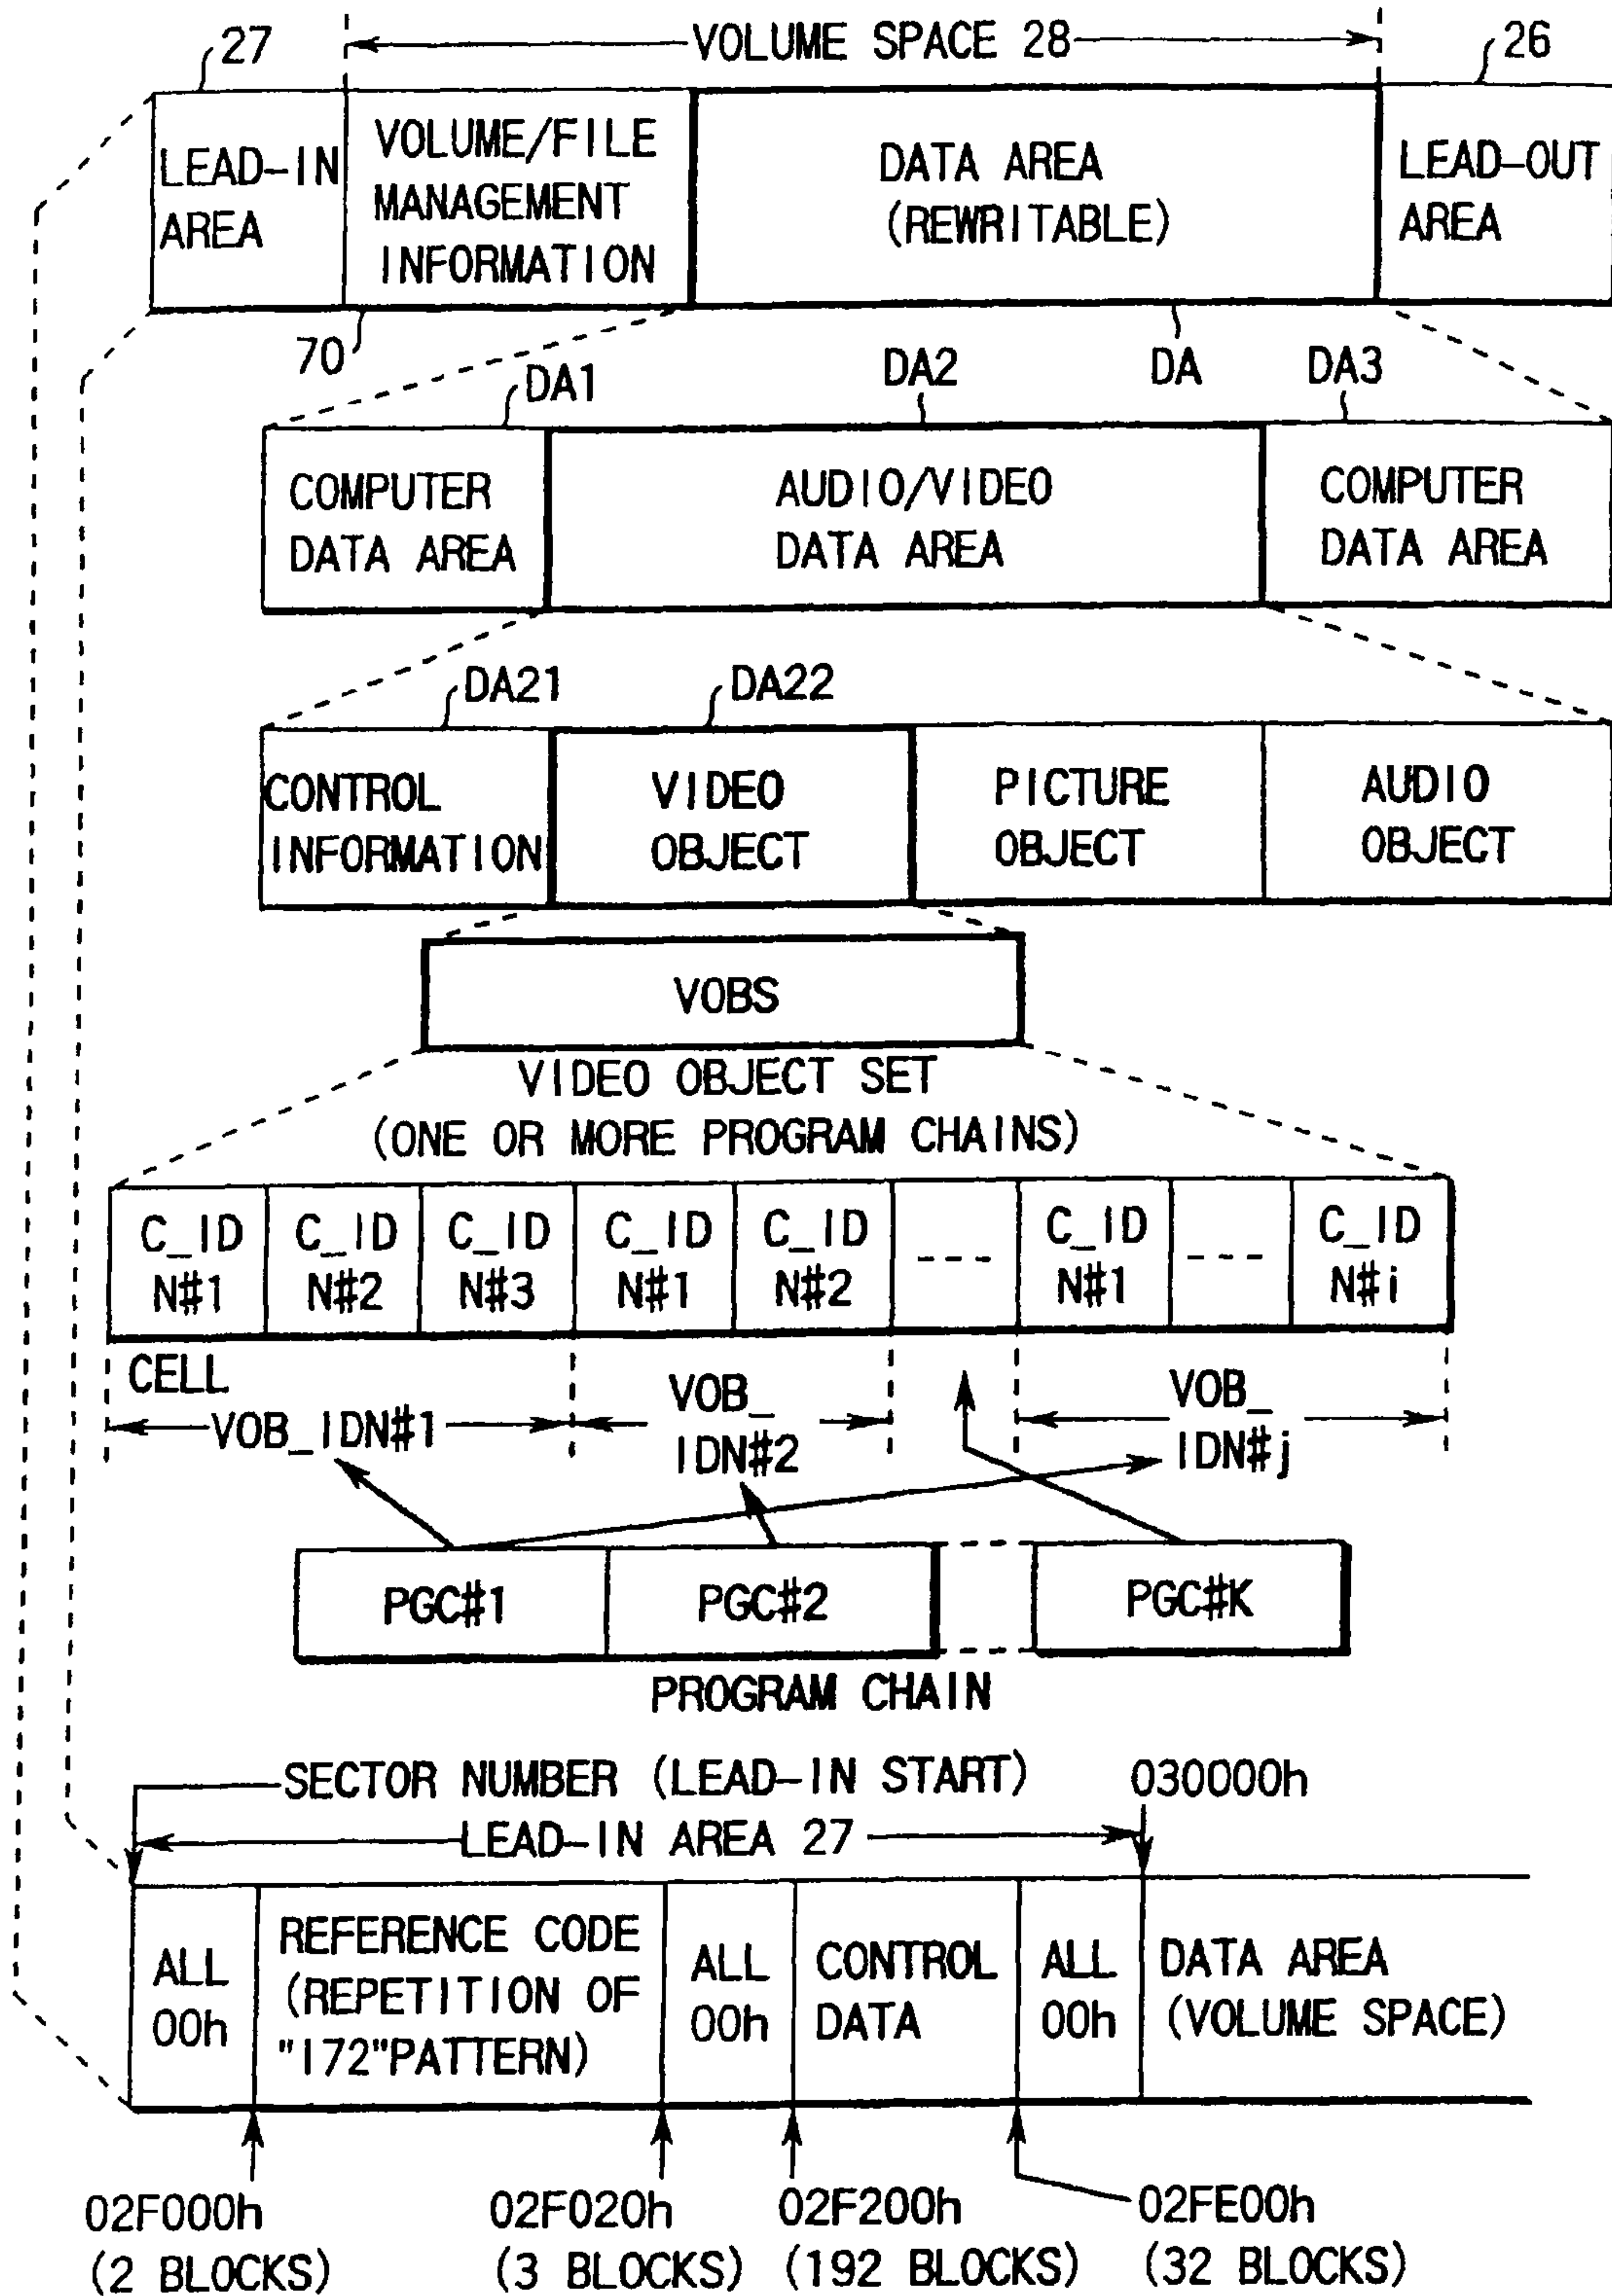 27
VOLUME SPACE 28
26
LEAD-IN
AREA
VOLUME/FILE
MANAGEMENT
INFORMATION
DATA AREA
(REWRITABLE)
LEAD-OUT
AREA
70
DA1
DA2
DA
DA3
COMPUTER
DATA AREA
AUDIO/VIDEO
DATA AREA
COMPUTER
DATA AREA
DA21
DA22
CONTROL
INFORMATION
VIDEO
OBJECT
PICTURE
OBJECT
AUDIO
OBJECT
VOBS
VIDEO OBJECT SET
(ONE OR MORE PROGRAM CHAINS)
C_ID
N#1
C_ID
N#2
C_ID
N#3
C_ID
N#1
C_ID
N#2
----
C_ID
N#1
---
C_ID
N#i
CELL
VOB_IDN#1
VOB_
IDN#2
VOB_
IDN#j
PGC#1
PGC#2
PGC#K
PROGRAM CHAIN
SECTOR NUMBER (LEAD-IN START)
030000h
LEAD-IN AREA 27
ALL
00h
REFERENCE CODE
(REPETITION OF
"172"PATTERN)
ALL
00h
CONTROL
DATA
ALL
00h
DATA AREA
(VOLUME SPACE)
02F000h
(2 BLOCKS)
02F020h
(3 BLOCKS)
02F200h
(192 BLOCKS)
02FE00h
(32 BLOCKS)